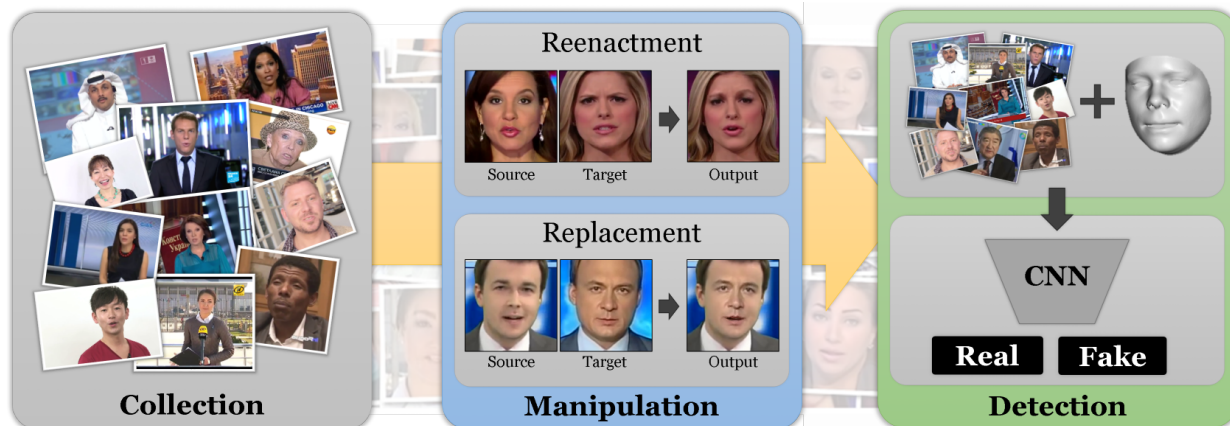 Collection
Reenactment
Source
Target
Output
Replacement
Source
Target
Output
Manipulation
CNN
Real
Fake
Detection